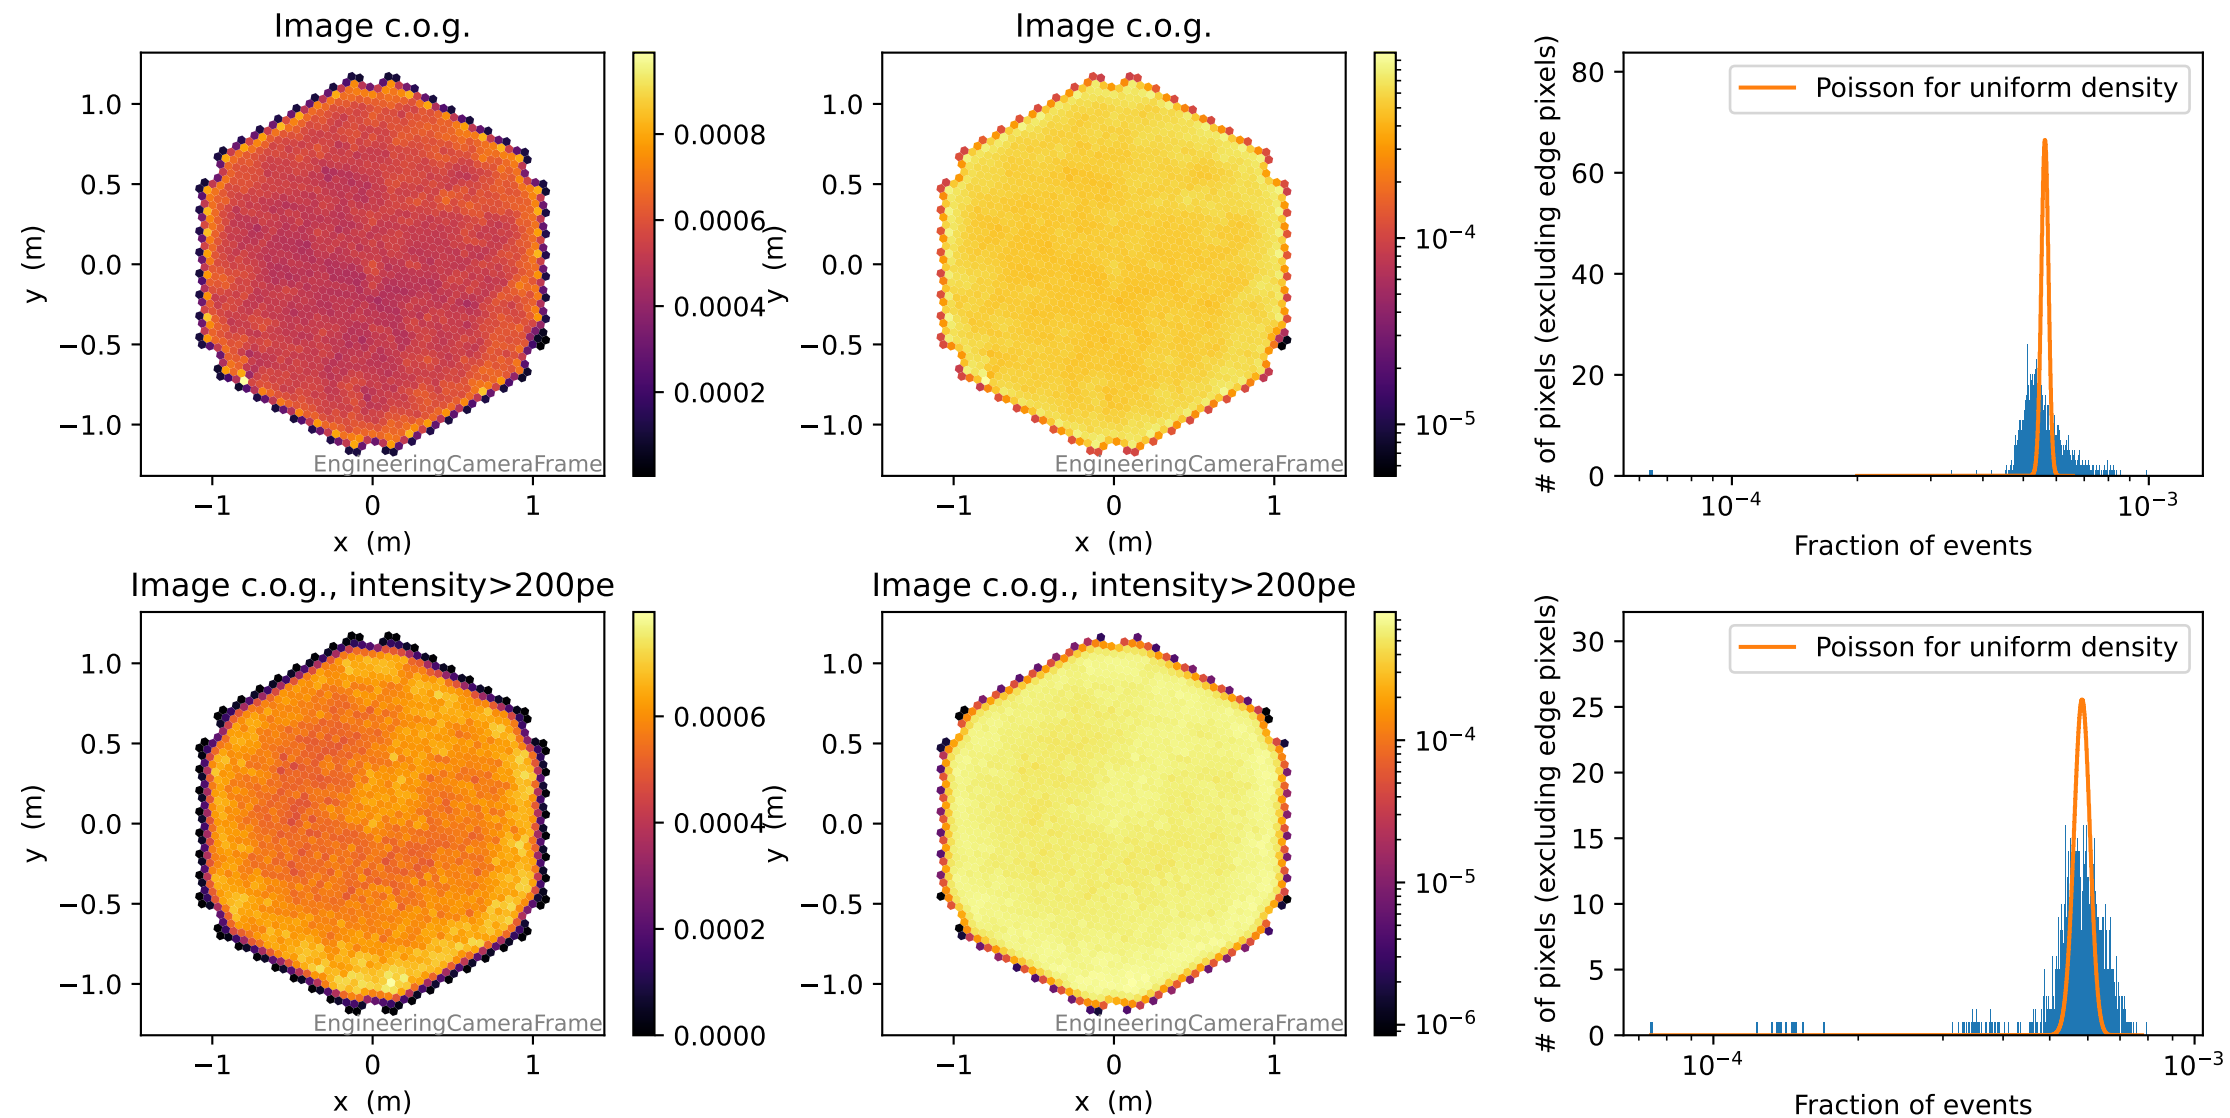 Image c.o.g.
1.0
0.5
0.0
−0.5
−1.0
y (m)
−1 0 1
x (m)
EngineeringCameraFrame
0.0008
0.0006
0.0004
0.0002
Image c.o.g.
1.0
0.5
0.0
−0.5
−1.0
y (m)
−1 0 1
x (m)
EngineeringCameraFrame
10⁻⁴
10⁻⁵
# of pixels (excluding edge pixels)
80
60
40
20
0
Poisson for uniform density
10⁻⁴ 10⁻³
Fraction of events
Image c.o.g., intensity>200pe
1.0
0.5
0.0
−0.5
−1.0
y (m)
−1 0 1
x (m)
EngineeringCameraFrame
0.0006
0.0004
0.0002
0.0000
Image c.o.g., intensity>200pe
1.0
0.5
0.0
−0.5
−1.0
y (m)
−1 0 1
x (m)
EngineeringCameraFrame
10⁻⁴
10⁻⁵
10⁻⁶
# of pixels (excluding edge pixels)
30
25
20
15
10
5
0
Poisson for uniform density
10⁻⁴ 10⁻³
Fraction of events